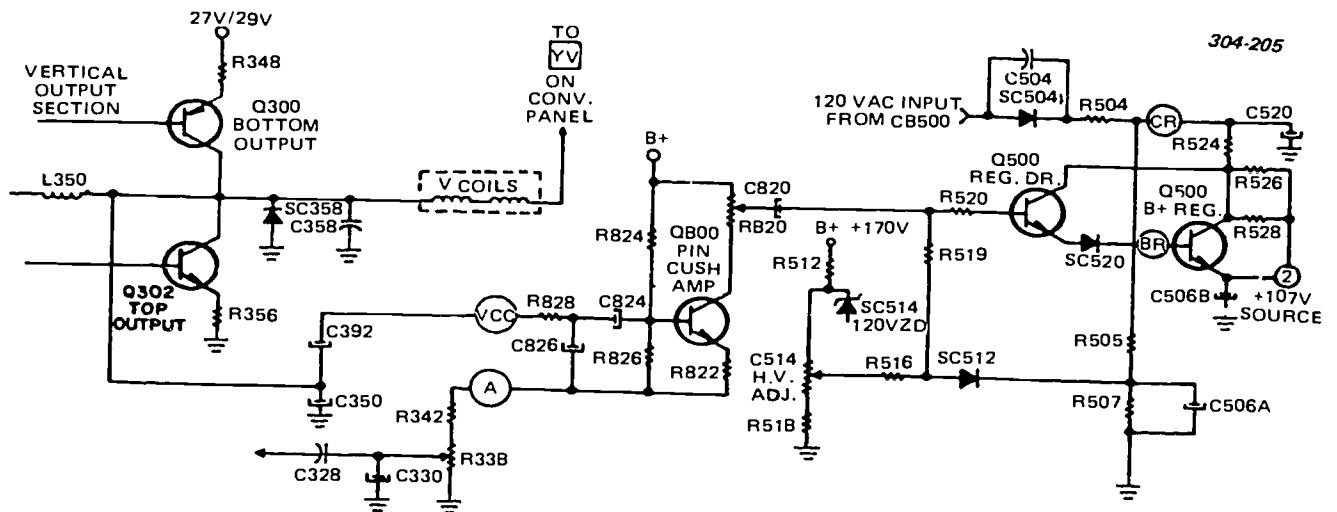 27V/29V
R348
VERTICAL
OUTPUT
SECTION
Q300
BOTTOM
OUTPUT
L350
SC358
C358
V COILS
TO
YV
ON
CONV.
PANEL
Q302
TOP
OUTPUT
R356
C392
C350
VCC
R828
C824
C826
R826
R822
R824
B+
QB00
PIN
CUSH
AMP
C820
RB20
A
R342
R33B
C328
C330
304-205
C504
SC504
120 VAC INPUT
FROM CB500
R504
CR
C520
R524
R526
R528
Q500
REG. DR.
R520
Q500
B+ REG.
SC520
BR
2
C506B
+107V
SOURCE
B+ +170V
R512
R519
SC514
120VZD
C514
H.V.
ADJ.
R516
SC512
R51B
R505
R507
C506A